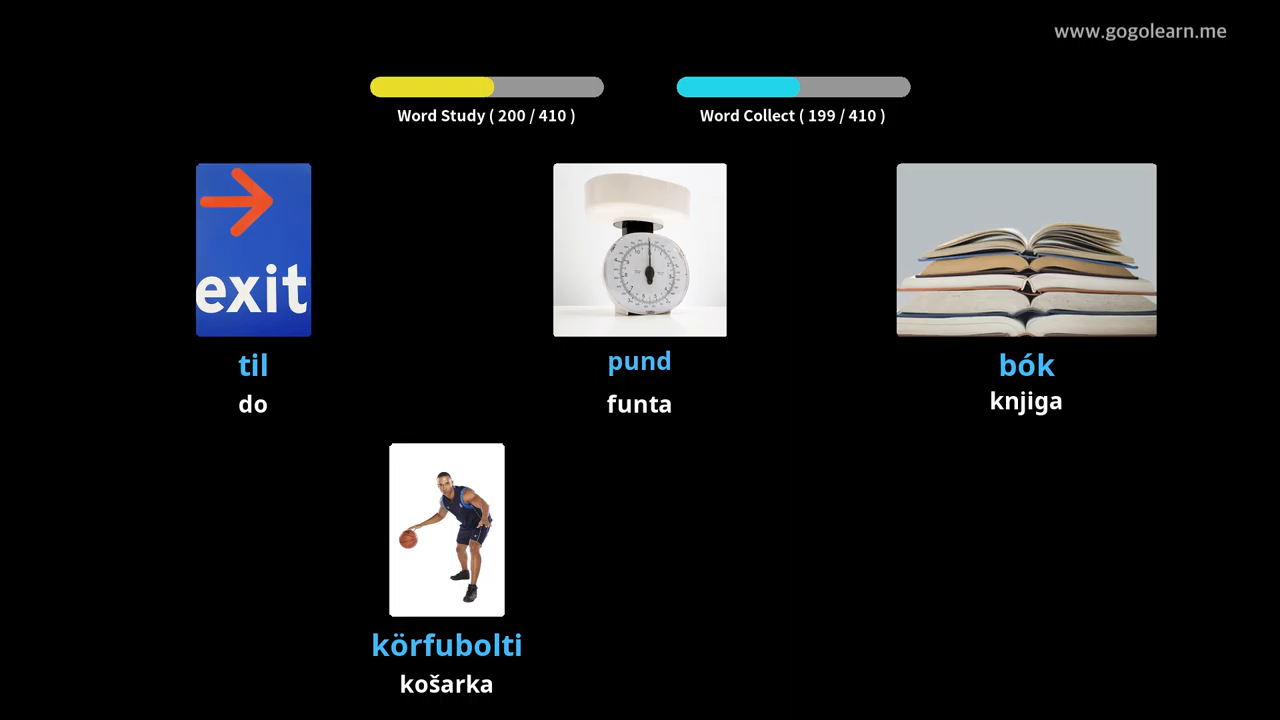 www.gogolearn.me
Word Study ( 200 / 410 )
Word Collect ( 199 / 410 )
exit
til
do
pund
funta
bók
knjiga
körfubolti
košarka